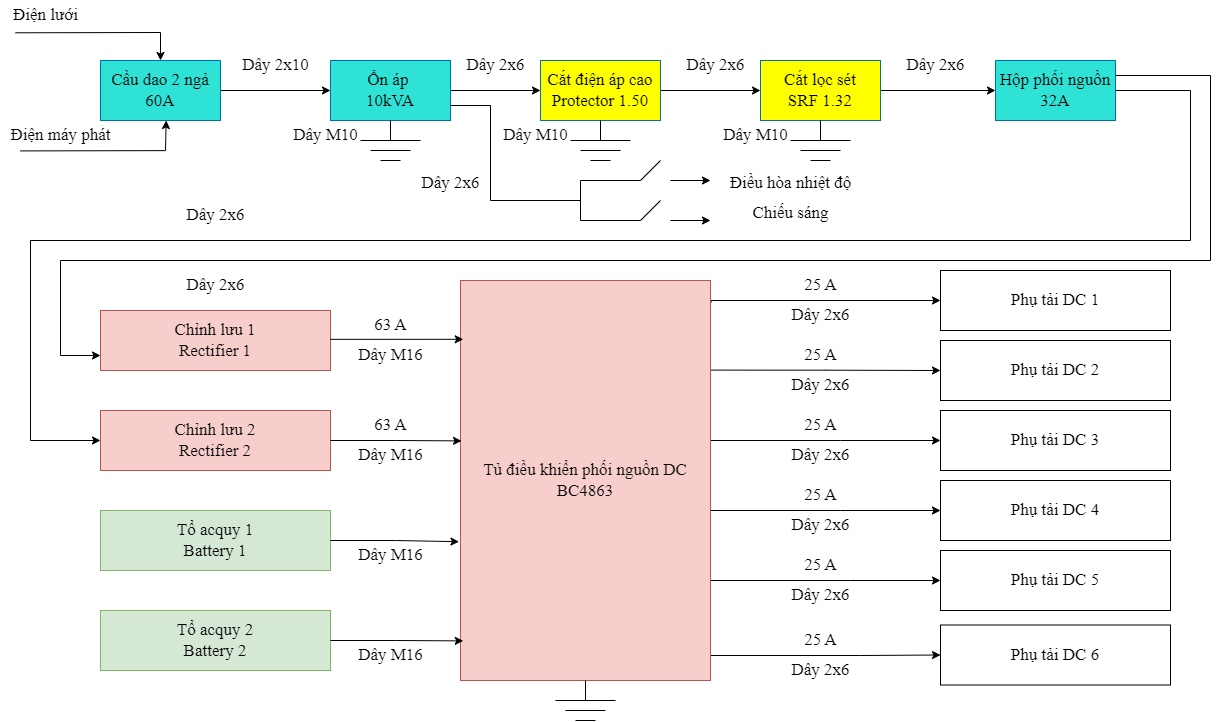 Điện lưới
Cầu dao 2 ngả
60A
Dây 2x10
Ổn áp
10kVA
Dây 2x6
Cắt điện áp cao
Protector 1.50
Dây 2x6
Cắt lọc sét
SRF 1.32
Dây 2x6
Hộp phối nguồn
32A
Điện máy phát
Dây M10
Dây M10
Dây M10
Dây 2x6
Điều hòa nhiệt độ
Chiếu sáng
Dây 2x6
Dây 2x6
Chỉnh lưu 1
Rectifier 1
63 A
Dây M16
Chỉnh lưu 2
Rectifier 2
63 A
Dây M16
Tổ acquy 1
Battery 1
Dây M16
Tổ acquy 2
Battery 2
Dây M16
Tủ điều khiển phối nguồn DC
BC4863
25 A
Dây 2x6
Phụ tải DC 1
25 A
Dây 2x6
Phụ tải DC 2
25 A
Dây 2x6
Phụ tải DC 3
25 A
Dây 2x6
Phụ tải DC 4
25 A
Dây 2x6
Phụ tải DC 5
25 A
Dây 2x6
Phụ tải DC 6